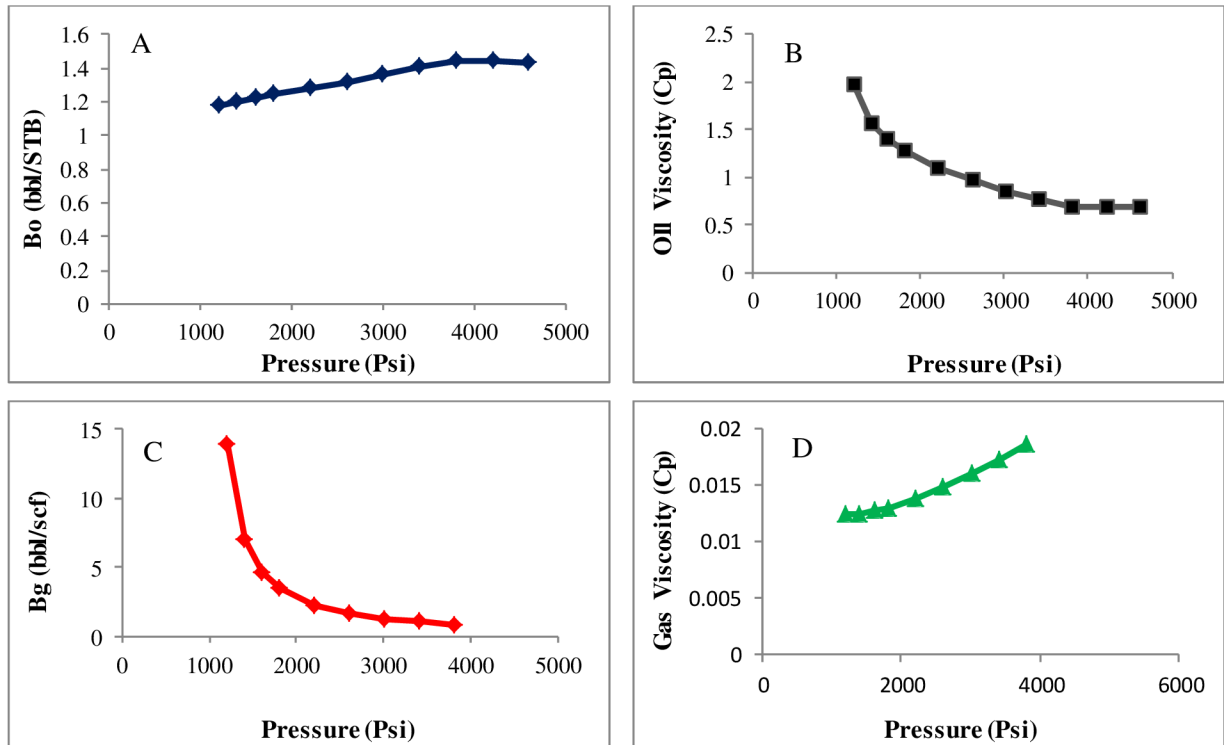 A
Bo (bbl/STB)
1.6
1.4
1.2
1
0.8
0.6
0.4
0.2
0
0 1000 2000 3000 4000 5000
Pressure (Psi)
B
Oll Viscosity (Cp)
2.5
2
1.5
1
0.5
0
0 1000 2000 3000 4000 5000
Pressure (Psi)
C
Bg (bbl/scf)
15
10
5
0
0 1000 2000 3000 4000 5000
Pressure (Psi)
D
Gas Viscosity (Cp)
0.02
0.015
0.01
0.005
0
0 2000 4000 6000
Pressure (Psi)